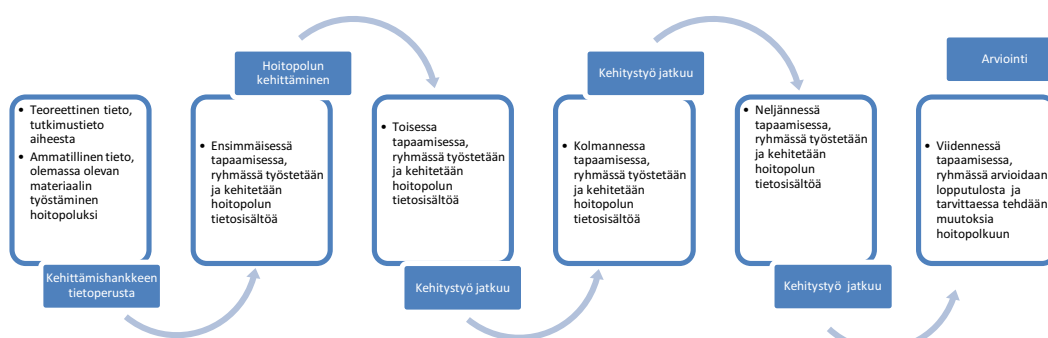 • Teoreettinen tieto,
tutkimustieto
aiheesta
• Ammatillinen tieto,
olemassa olevan
materiaalin
työstäminen
hoitopoluksi
Kehittämishankkeen
tietoperusta
Hoitopolun
kehittäminen
• Ensimmäisessä
tapaamisessa,
ryhmässä työstetään
ja kehitetään
hoitopolun
tietosisältöä
• Toisessa
tapaamisessa,
ryhmässä työstetään
ja kehitetään
hoitopolun
tietosisältöä
Kehitystyö jatkuu
Kehitystyö jatkuu
• Kolmannessa
tapaamisessa,
ryhmässä työstetään
ja kehitetään
hoitopolun
tietosisältöä
• Neljännessä
tapaamisessa,
ryhmässä työstetään
ja kehitetään
hoitopolun
tietosisältöä
Kehitystyö jatkuu
Arviointi
• Viidennessä
tapaamisessa,
ryhmässä arvioidaan
lopputulosta ja
tarvittaessa tehdään
muutoksia
hoitopolkuun